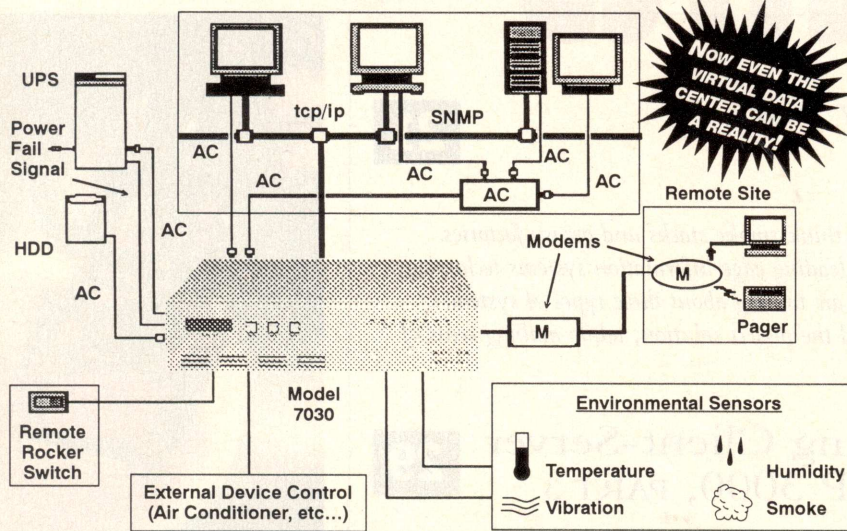 NOW EVEN THE
VIRTUAL DATA
CENTER CAN BE
A REALITY!
UPS
tcp/ip
SNMP
Power
Fail
Signal
AC
AC
AC
AC
AC
Remote Site
HDD
AC
AC
Modems
M
M
Pager
Model
7030
Remote
Rocker
Switch
External Device Control
(Air Conditioner, etc...)
Environmental Sensors
Temperature
Humidity
Vibration
Smoke